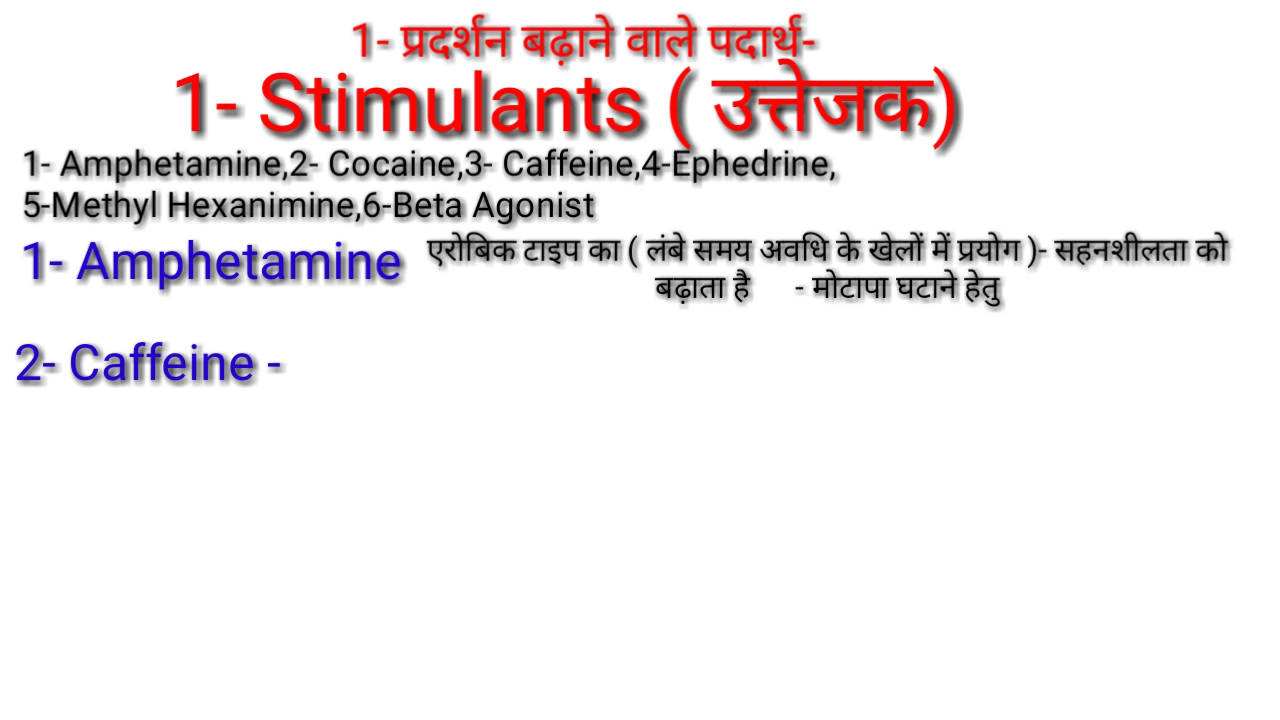 1- प्रदर्शन बढ़ाने वाले पदार्थ-
1- Stimulants ( उत्तेजक)
1- Amphetamine,2- Cocaine,3- Caffeine,4-Ephedrine,
5-Methyl Hexanimine,6-Beta Agonist
1- Amphetamine
एरोबिक टाइप का ( लंबे समय अवधि के खेलों में प्रयोग )- सहनशीलता को
बढ़ाता है - मोटापा घटाने हेतु
2- Caffeine -